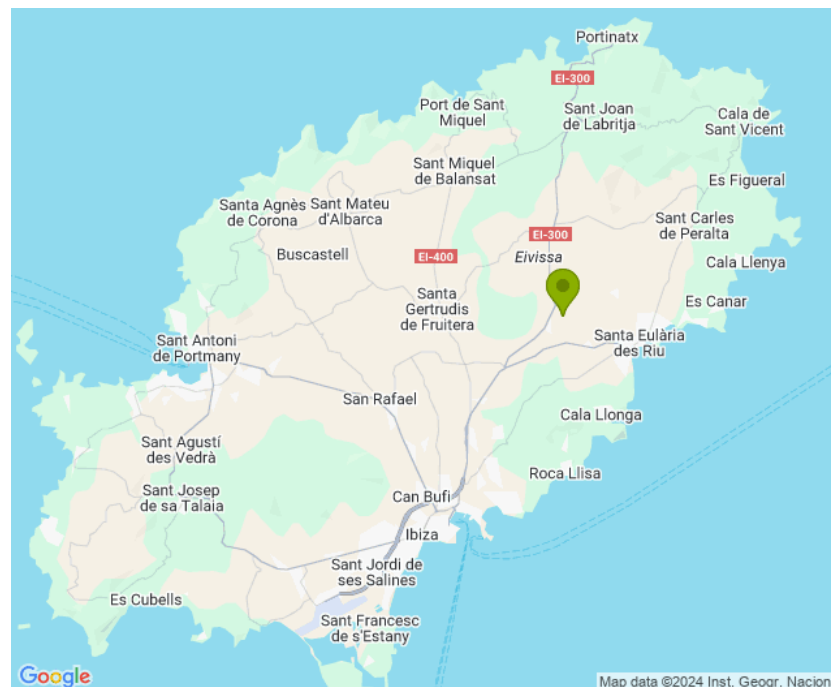 Portinatx
EI-300
Port de Sant
Miquel
Sant Joan
de Labritja
Cala de
Sant Vicent
Sant Miquel
de Balansat
Es Figueral
Santa Agnès
de Corona
Sant Mateu
d'Albarca
Sant Carles
de Peralta
EI-300
Buscastell
EI-400
Eivissa
Cala Llenya
Santa
Gertrudis
de Fruitera
Es Canar
Sant Antoni
de Portmany
Santa Eulària
des Riu
San Rafael
Cala Llonga
Sant Agustí
des Vedrà
Roca Llisa
Sant Josep
de sa Talaia
Can Bufi
Ibiza
Sant Jordi de
ses Salines
Es Cubells
Sant Francesc
de s'Estany
Google
Map data ©2024 Inst. Geogr. Nacion